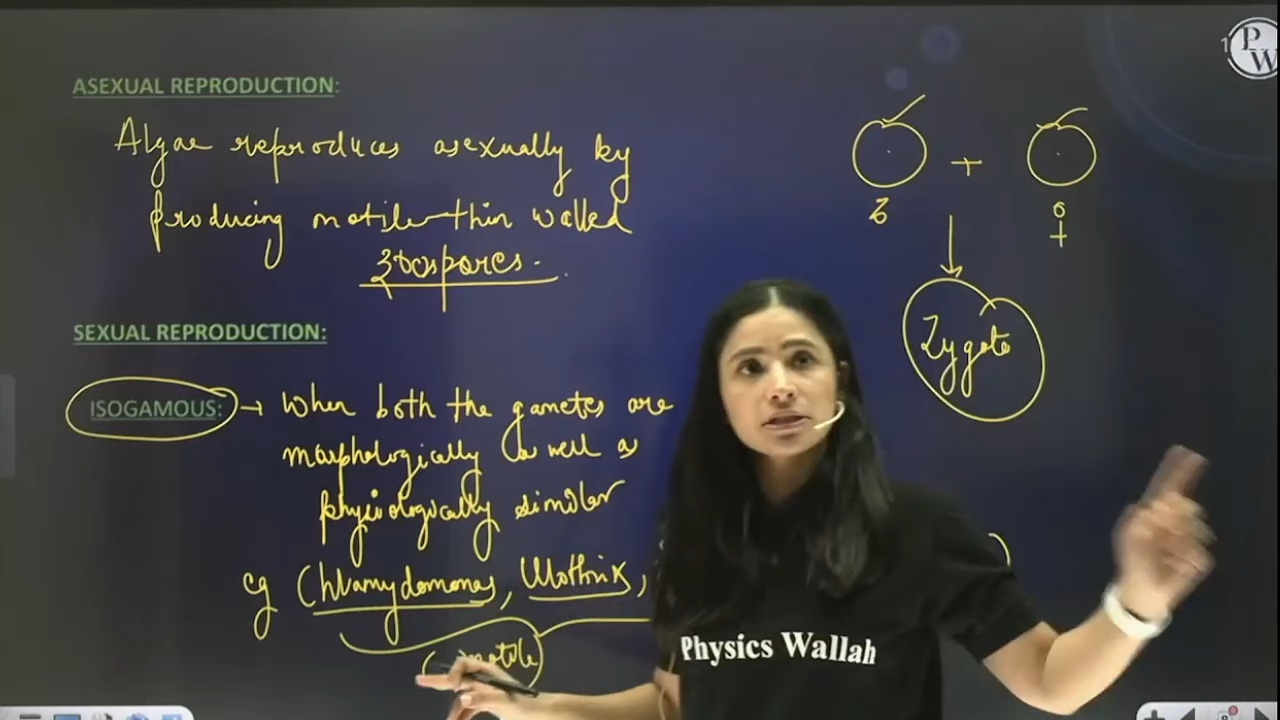 ASEXUAL REPRODUCTION:
Algae reproduces asexually by
producing motile thin walled
zoospores.
SEXUAL REPRODUCTION:
ISOGAMOUS: → When both the gametes are
morphologically as well as
physiologically similar
eg Chlamydomonas, Ulothrix,
motile
+
♀
Zygote
PW
Physics Wallah